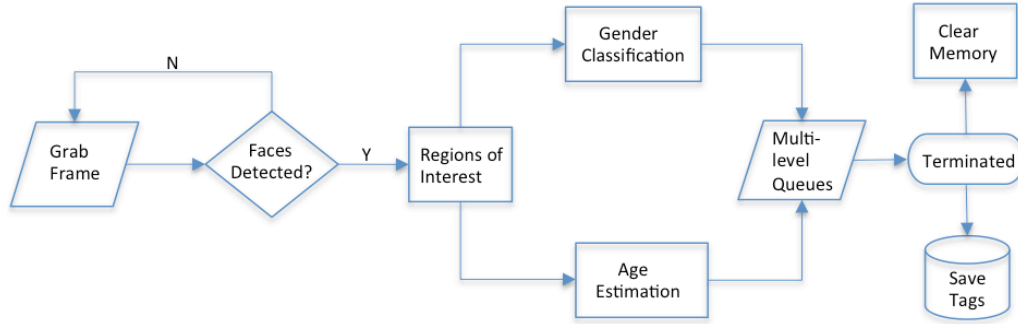 N
Grab
Frame
Faces
Detected?
Y
Regions of
Interest
Gender
Classification
Age
Estimation
Multi-
level
Queues
Terminated
Clear
Memory
Save
Tags